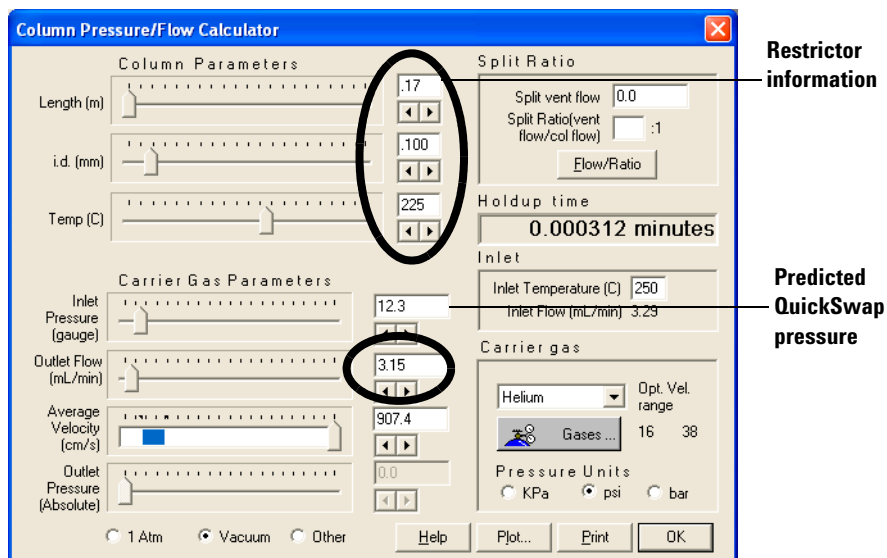 Column Pressure/Flow Calculator
Column Parameters
Length (m)
.17
i.d. (mm)
.100
Temp (C)
225
Carrier Gas Parameters
Inlet
Pressure
(gauge)
12.3
Outlet Flow
(mL/min)
3.15
Average
Velocity
(cm/s)
907.4
Outlet
Pressure
(Absolute)
0.0
1 Atm
Vacuum
Other
Split Ratio
Split vent flow
0.0
Split Ratio(vent
flow/col flow)
:1
Flow/Ratio
Holdup time
0.000312 minutes
Inlet
Inlet Temperature (C)
250
Inlet Flow (mL/min)
3.29
Carrier gas
Helium
Opt. Vel.
range
Gases ...
16
38
Pressure Units
KPa
psi
bar
Help
Plot...
Print
OK
Restrictor
information
Predicted
QuickSwap
pressure